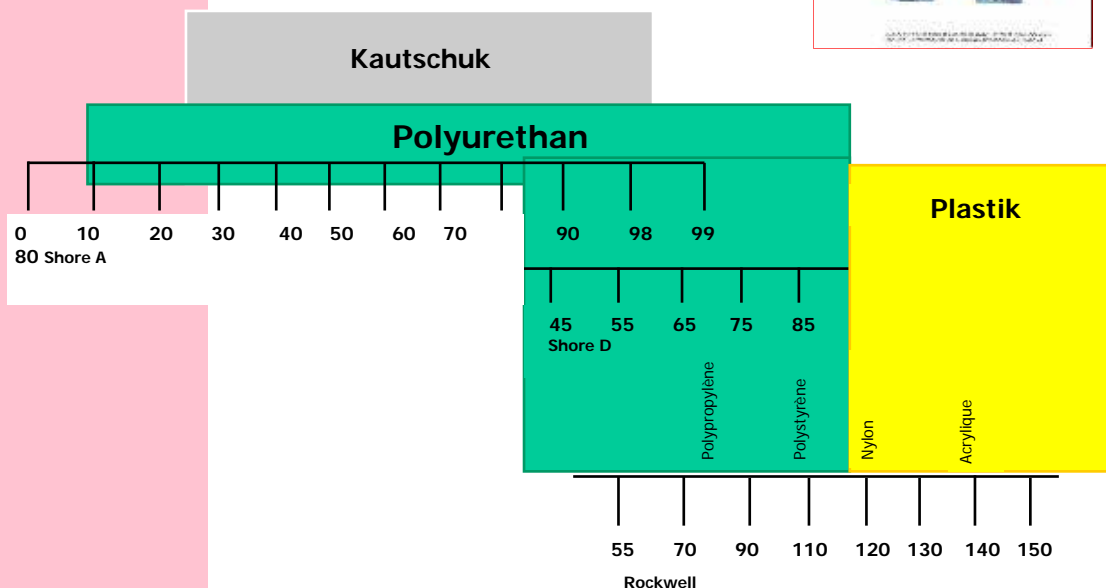 Kautschuk
Polyurethan
Plastik
0 10 20 30 40 50 60 70 90 98 99
80 Shore A
45 55 65 75 85
Shore D
Polypropylène
Polystyrène
Nylon
Acrylique
55 70 90 110 120 130 140 150
Rockwell